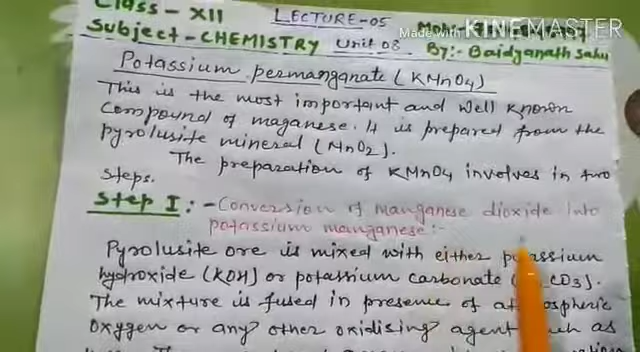 Class - XII LECTURE-05
Made with KINEMASTER
Subject - CHEMISTRY Unit 08 By:- Baidyanath Sahu
Potassium permanganate (KMnO4)
This is the most important and well known
compound of maganese. It is prepared from the
pyrolusite mineral (MnO2).
The preparation of KMnO4 involves in two
steps.
Step I:- Conversion of manganese dioxide into
potassium manganese:-
Pyrolusite ore is mixed with either potassium
hydroxide (KOH) or potassium carbonate ( CO3).
The mixture is fused in presence of atmospheric
oxygen or any other oxidising agent such as